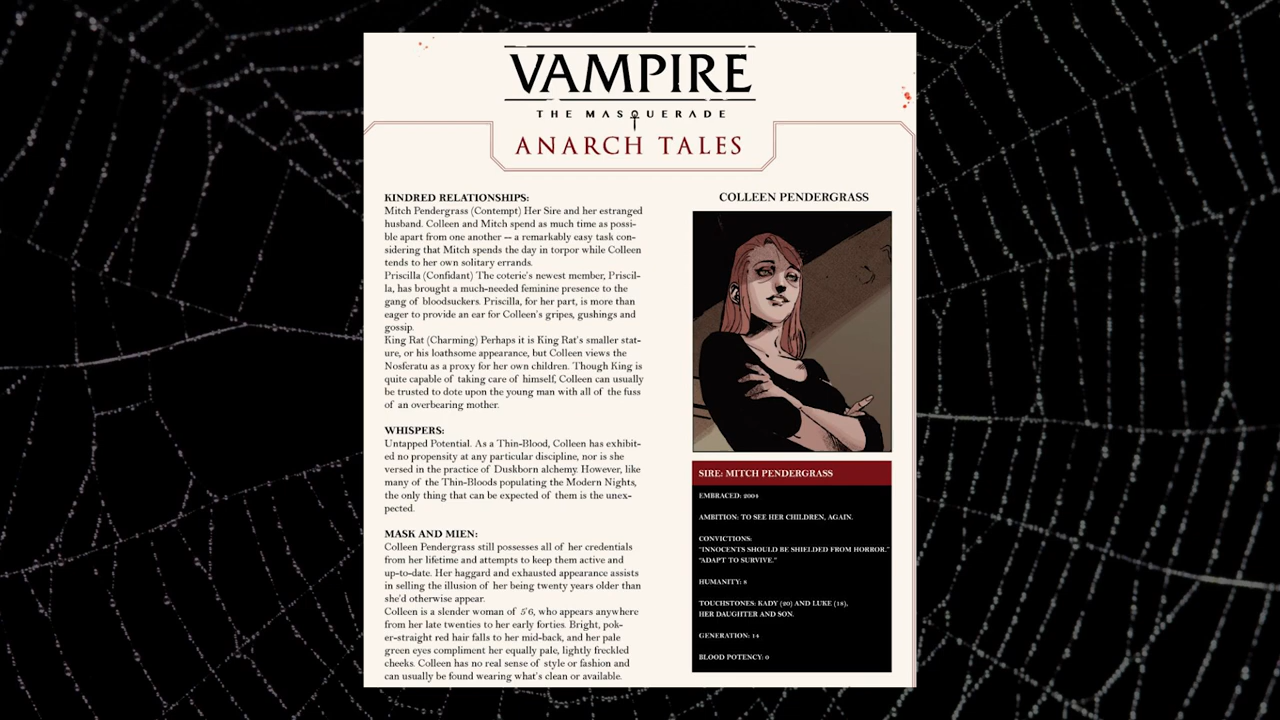 VAMPIRE
THE MASQUERADE
ANARCH TALES
KINDRED RELATIONSHIPS:
Mitch Pendergrass (Contempt) Her Sire and her estranged
husband. Colleen and Mitch spend as much time as possi-
ble apart from one another -- a remarkably easy task con-
sidering that Mitch spends the day in torpor while Colleen
tends to her own solitary errands.
Priscilla (Confidant) The coterie's newest member, Priscil-
la, has brought a much-needed feminine presence to the
gang of bloodsuckers. Priscilla, for her part, is more than
eager to provide an ear for Colleen's gripes, gushings and
gossip.
King Rat (Charming) Perhaps it is King Rat's smaller stat-
ure, or his loathsome appearance, but Colleen views the
Nosferatu as a proxy for her own children. Though King is
quite capable of taking care of himself, Colleen can usually
be trusted to dote upon the young man with all of the fuss
of an overbearing mother.
WHISPERS:
Untapped Potential. As a Thin-Blood, Colleen has exhibit-
ed no propensity at any particular discipline, nor is she
versed in the practice of Duskborn alchemy. However, like
many of the Thin-Bloods populating the Modern Nights,
the only thing that can be expected of them is the unex-
pected.
MASK AND MIEN:
Colleen Pendergrass still possesses all of her credentials
from her lifetime and attempts to keep them active and
up-to-date. Her haggard and exhausted appearance assists
in selling the illusion of her being twenty years older than
she'd otherwise appear.
Colleen is a slender woman of 5'6, who appears anywhere
from her late twenties to her early forties. Bright, pok-
er-straight red hair falls to her mid-back, and her pale
green eyes compliment her equally pale, lightly freckled
cheeks. Colleen has no real sense of style or fashion and
can usually be found wearing what's clean or available.
COLLEEN PENDERGRASS
SIRE: MITCH PENDERGRASS
EMBRACED: 2004
AMBITION: TO SEE HER CHILDREN, AGAIN.
CONVICTIONS:
"INNOCENTS SHOULD BE SHIELDED FROM HORROR."
"ADAPT TO SURVIVE."
HUMANITY: 8
TOUCHSTONES: KADY (20) AND LUKE (18),
HER DAUGHTER AND SON.
GENERATION: 14
BLOOD POTENCY: 0